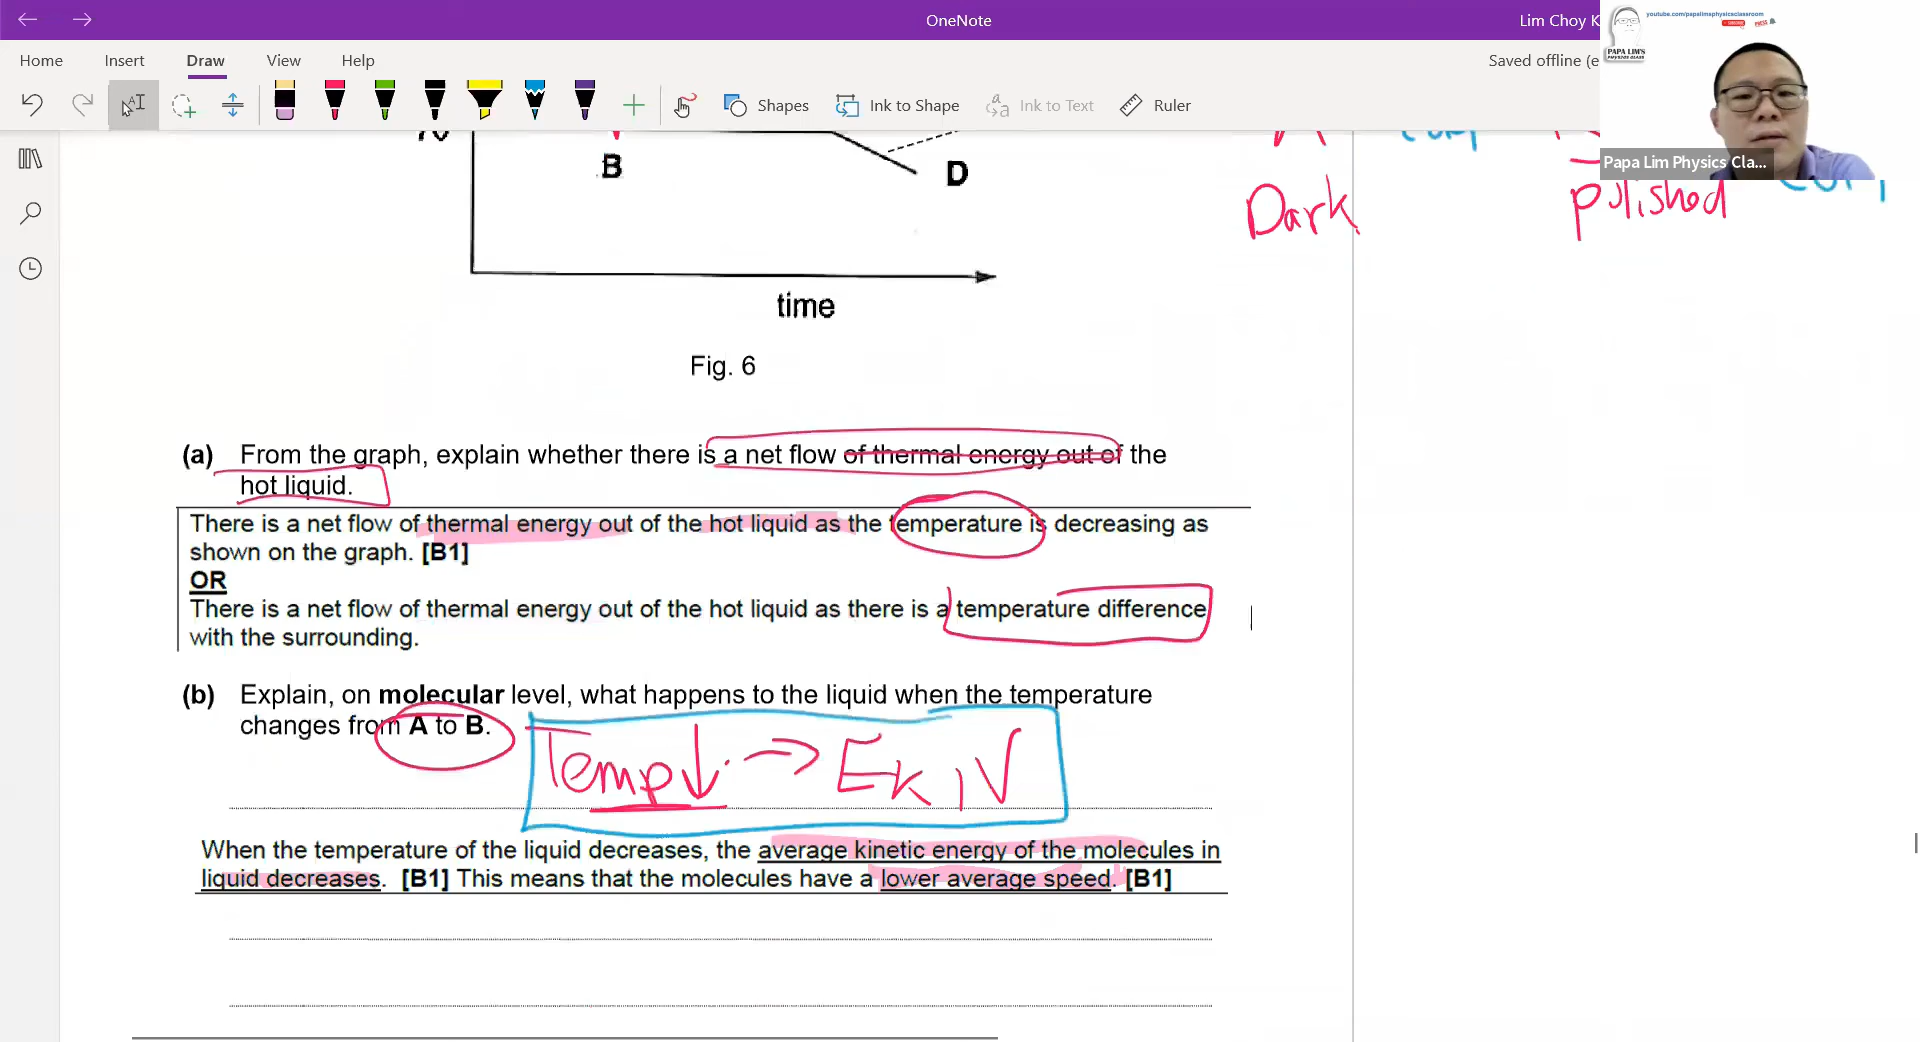 OneNote
Lim Choy K
youtube.com/papalimsphysicsclassroom
PAPA LIM'S
PHYSICS CLASS
Home Insert Draw View Help
Saved offline (e
Shapes Ink to Shape Ink to Text Ruler
Papa Lim Physics Cla...
B
D
Dark
polished
time
Fig. 6
(a) From the graph, explain whether there is a net flow of thermal energy out of the
hot liquid.
There is a net flow of thermal energy out of the hot liquid as the temperature is decreasing as
shown on the graph. [B1]
OR
There is a net flow of thermal energy out of the hot liquid as there is a temperature difference
with the surrounding.
(b) Explain, on molecular level, what happens to the liquid when the temperature
changes from A to B.
Temp↓ → EK, V
When the temperature of the liquid decreases, the average kinetic energy of the molecules in
liquid decreases. [B1] This means that the molecules have a lower average speed. [B1]